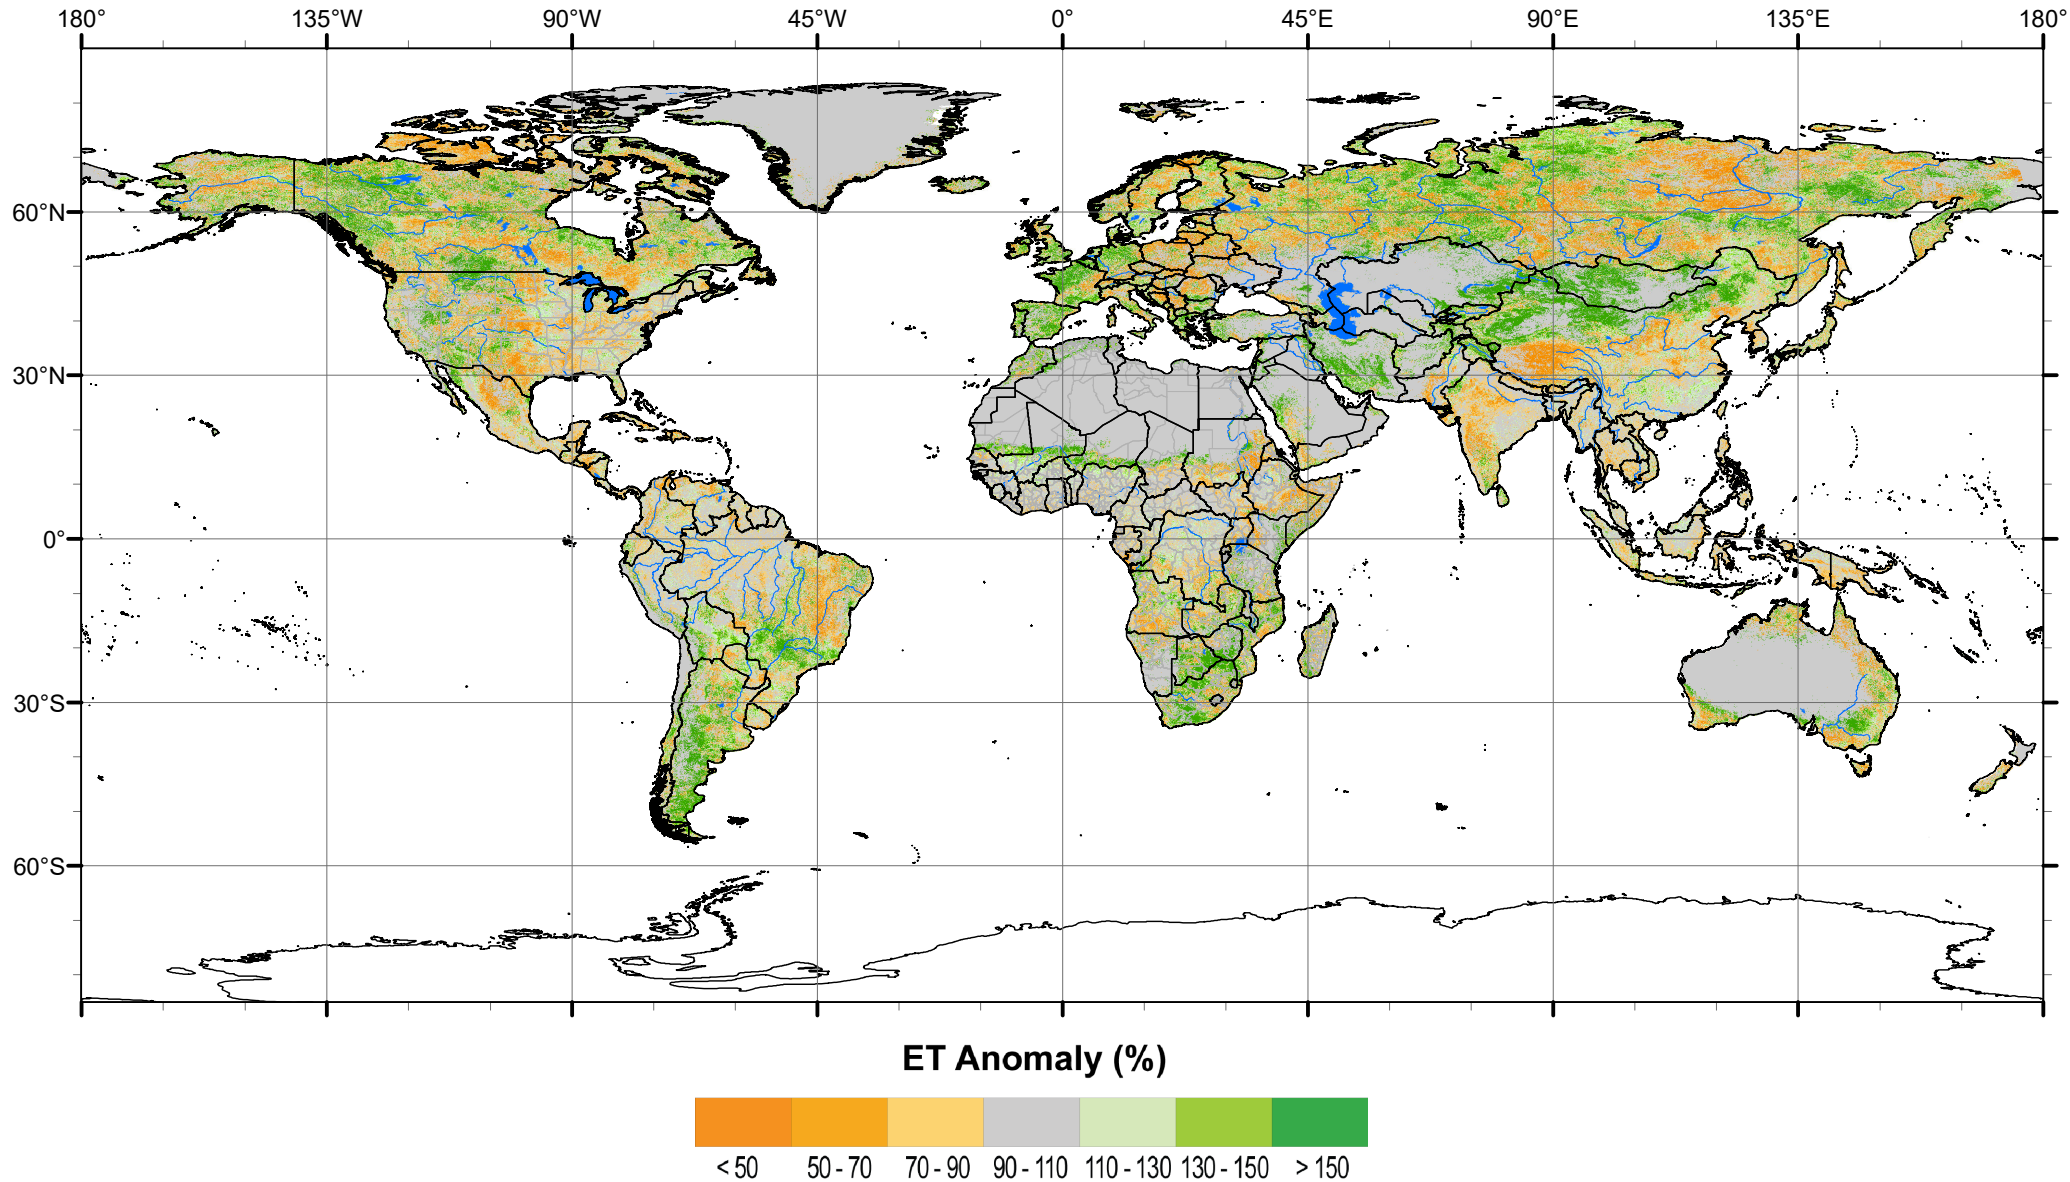 180° 135°W 90°W 45°W 0° 45°E 90°E 135°E 180°
60°N
30°N
0°
30°S
60°S
ET Anomaly (%)
< 50 50 - 70 70 - 90 90 - 110 110 - 130 130 - 150 > 150